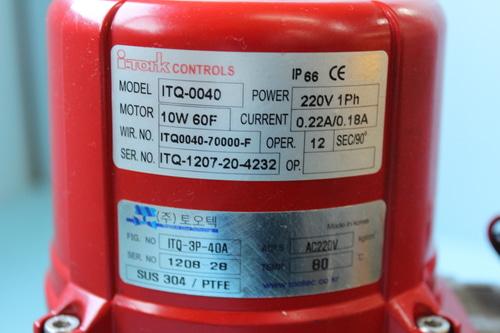 i-Tork CONTROLS IP 66 CE
MODEL ITQ-0040 POWER 220V 1Ph
MOTOR 10W 60F CURRENT 0.22A/0.18A
WIR. NO. ITQ0040-70000-F OPER. 12 SEC/90°
SER. NO. ITQ-1207-20-4232 OP.
(주) 토오텍
Made in Korea
FIG. NO ITQ-3P-40A AC220V
SER. NO 1208-28 TEMP. 80 °C
SUS 304 / PTFE